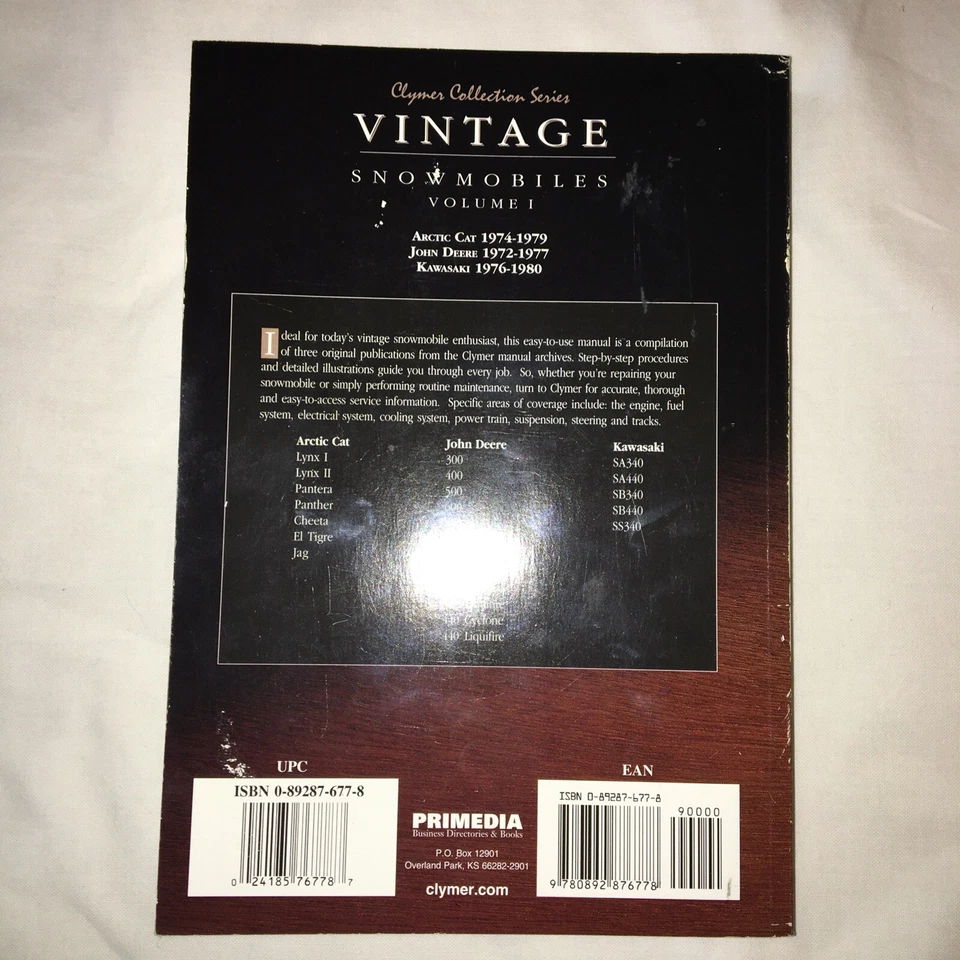 Clymer Collection Series
VINTAGE
SNOWMOBILES
VOLUME I
ARCTIC CAT 1974-1979
JOHN DEERE 1972-1977
KAWASAKI 1976-1980
Ideal for today's vintage snowmobile enthusiast, this easy-to-use manual is a compilation
of three original publications from the Clymer manual archives. Step-by-step procedures
and detailed illustrations guide you through every job. So, whether you're repairing your
snowmobile or simply performing routine maintenance, turn to Clymer for accurate, thorough
and easy-to-access service information. Specific areas of coverage include: the engine, fuel
system, electrical system, cooling system, power train, suspension, steering and tracks.
Arctic Cat
Lynx I
Lynx II
Pantera
Panther
Cheeta
El Tigre
Jag
John Deere
300
400
500
Cyclone
440 Liquifire
Kawasaki
SA340
SA440
SB340
SB440
SS340
UPC
ISBN 0-89287-677-8
0 24185 76778 7
PRIMEDIA
Business Directories & Books
P.O. Box 12901
Overland Park, KS 66282-2901
clymer.com
EAN
ISBN 0-89287-677-8
90000
9 780892 876778